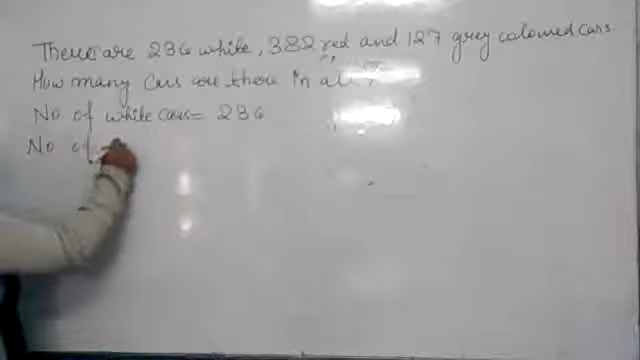 There are 236 white, 382 red and 127 grey coloured cars.
How many Cars are there in all ?
No of white cars = 236
No of